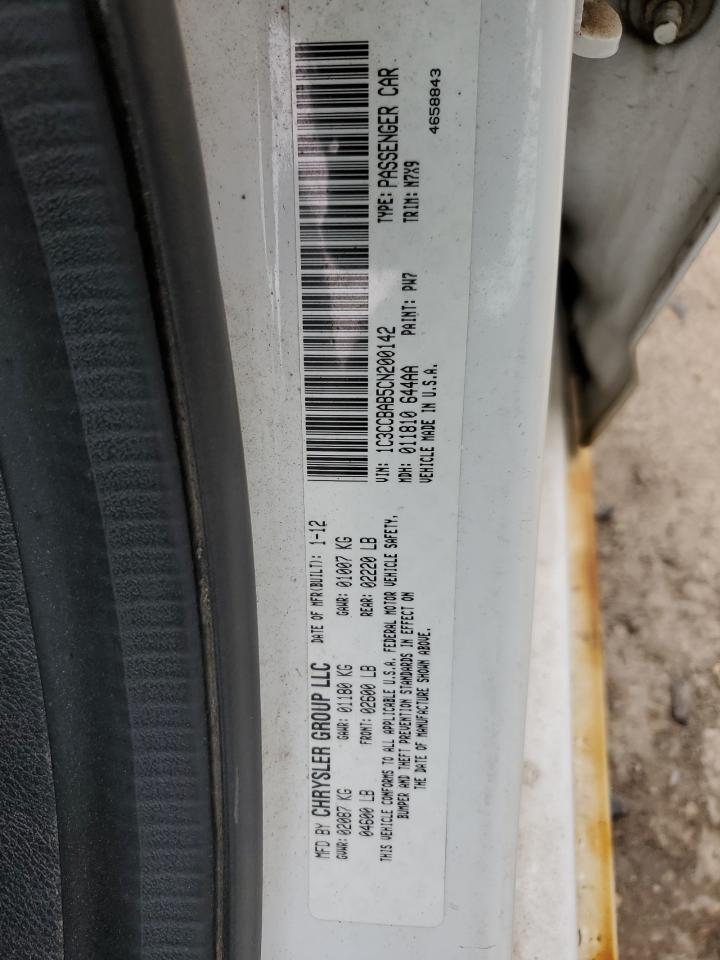 MFD BY CHRYSLER GROUP LLC DATE OF MFR(BUILT): 1-12
GVWR: 02087 KG GAWR: 01180 KG GAWR: 01007 KG
04600 LB FRONT: 02600 LB REAR: 02220 LB
THIS VEHICLE CONFORMS TO ALL APPLICABLE U.S.A. FEDERAL MOTOR VEHICLE SAFETY,
BUMPER AND THEFT PREVENTION STANDARDS IN EFFECT ON
THE DATE OF MANUFACTURE SHOWN ABOVE.
VIN: 1C3CCBAB5CN200142 TYPE: PASSENGER CAR
MDH: 011810 644AA PAINT: PW7 TRIM: N7X9
VEHICLE MADE IN U.S.A.
4658843